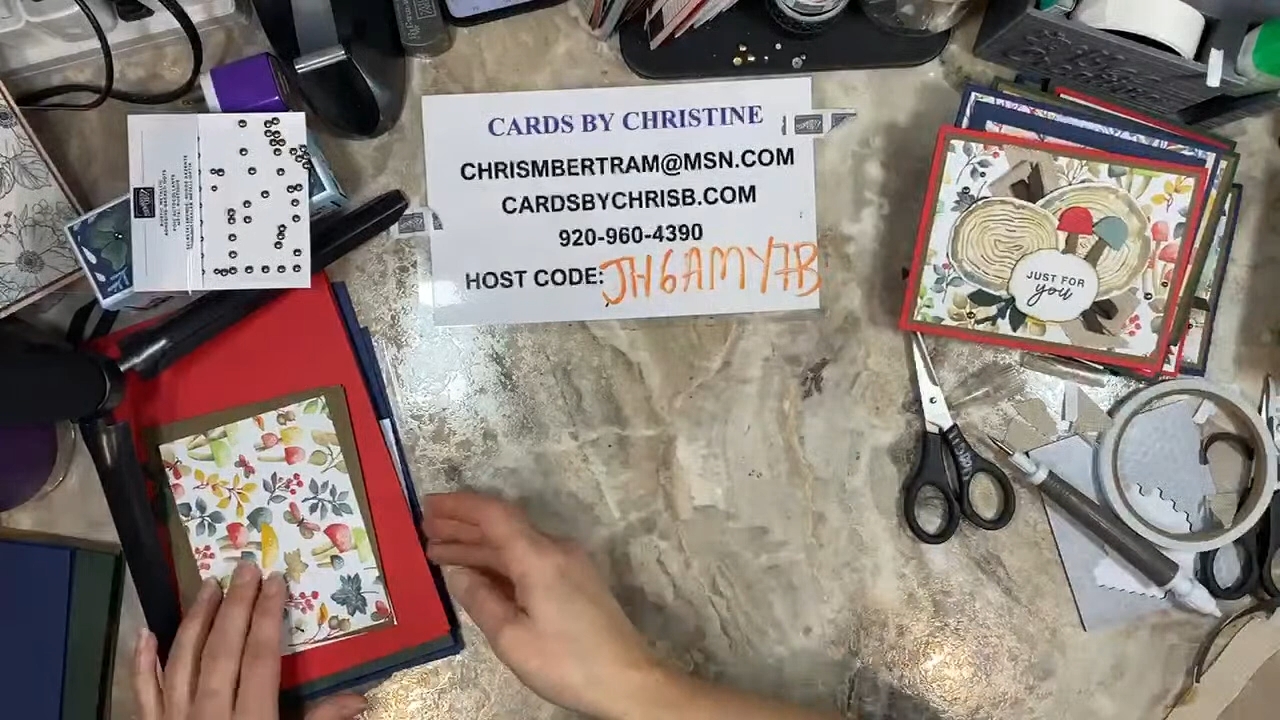 CARDS BY CHRISTINE
CHRISMBERTRAM@MSN.COM
CARDSBYCHRISB.COM
920-960-4390
HOST CODE: JH6AMY7B
JUST FOR
you